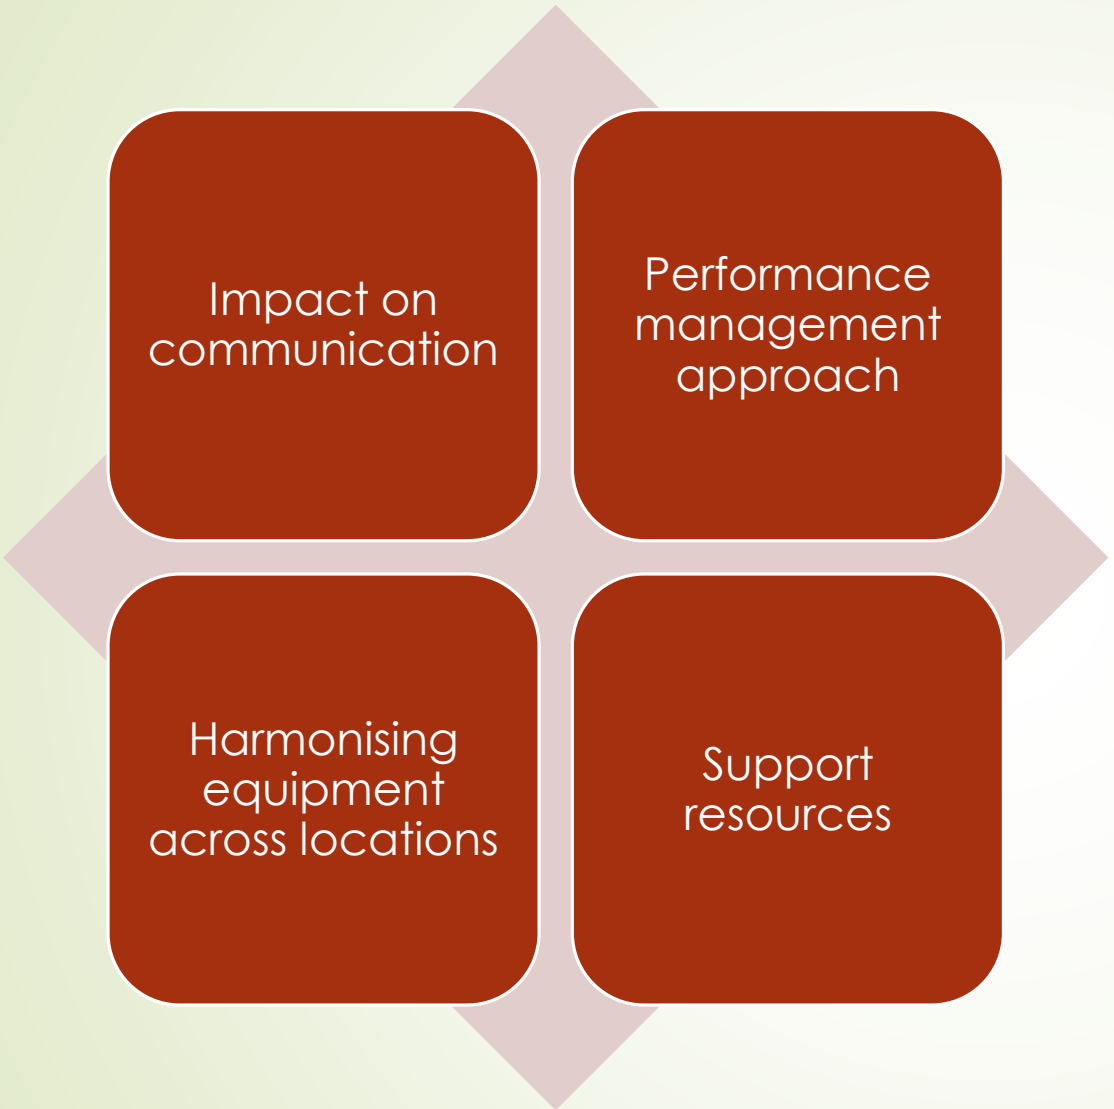 Impact on
communication
Performance
management
approach
Harmonising
equipment
across locations
Support
resources